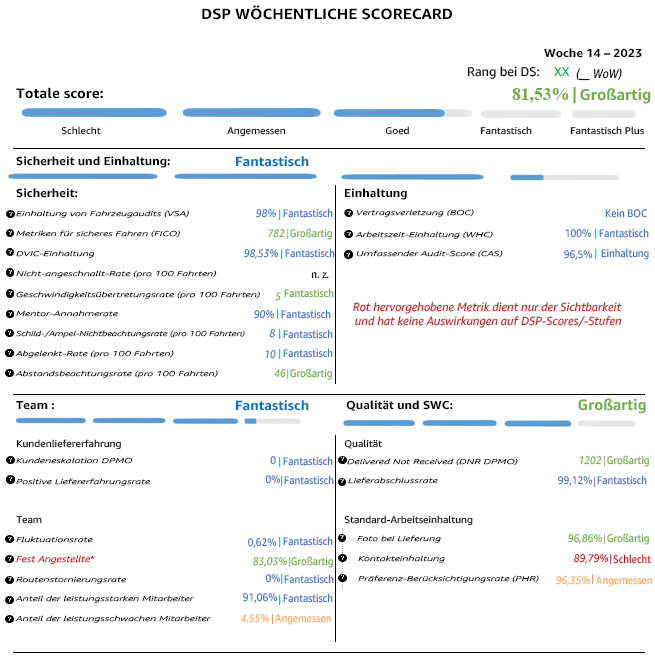 DSP WÖCHENTLICHE SCORECARD
Woche 14 – 2023
Rang bei DS: XX (__ WoW)
Totale score: 81,53% | Großartig
Schlecht Angemessen Goed Fantastisch Fantastisch Plus
Sicherheit und Einhaltung: Fantastisch
Sicherheit:
Einhaltung von Fahrzeugaudits (VSA) 98% | Fantastisch
Metriken für sicheres Fahren (FICO) 782 | Großartig
DVIC-Einhaltung 98,53% | Fantastisch
Nicht-angeschnallt-Rate (pro 100 Fahrten) n. z.
Geschwindigkeitsübertretungsrate (pro 100 Fahrten) 5 Fantastisch
Mentor-Annahmerate 90% | Fantastisch
Schild-/Ampel-Nichtbeachtungsrate (pro 100 Fahrten) 8 | Fantastisch
Abgelenkt-Rate (pro 100 Fahrten) 10 | Fantastisch
Abstandsbeachtungsrate (pro 100 Fahrten) 46 | Großartig
Einhaltung
Vertragsverletzung (BOC) Kein BOC
Arbeitszeit-Einhaltung (WHC) 100% | Fantastisch
Umfassender Audit-Score (CAS) 96,5% | Einhaltung
Rot hervorgehobene Metrik dient nur der Sichtbarkeit
und hat keine Auswirkungen auf DSP-Scores/-Stufen
Team : Fantastisch
Kundenliefererfahrung
Kundeneskalation DPMO 0 | Fantastisch
Positive Liefererfahrungsrate 0% | Fantastisch
Team
Fluktuationsrate 0,62% | Fantastisch
Fest Angestellte* 83,03% | Großartig
Routenstornierungsrate 0% | Fantastisch
Anteil der leistungsstarken Mitarbeiter 91,06% | Fantastisch
Anteil der leistungsschwachen Mitarbeiter 4.55% | Angemessen
Qualität und SWC: Großartig
Qualität
Delivered Not Received (DNR DPMO) 1202 | Großartig
Lieferabschlussrate 99,12% | Fantastisch
Standard-Arbeitseinhaltung
Foto bei Lieferung 96,86% | Großartig
Kontakteinhaltung 89,79% | Schlecht
Präferenz-Berücksichtigungsrate (PHR) 96,35% | Angemessen